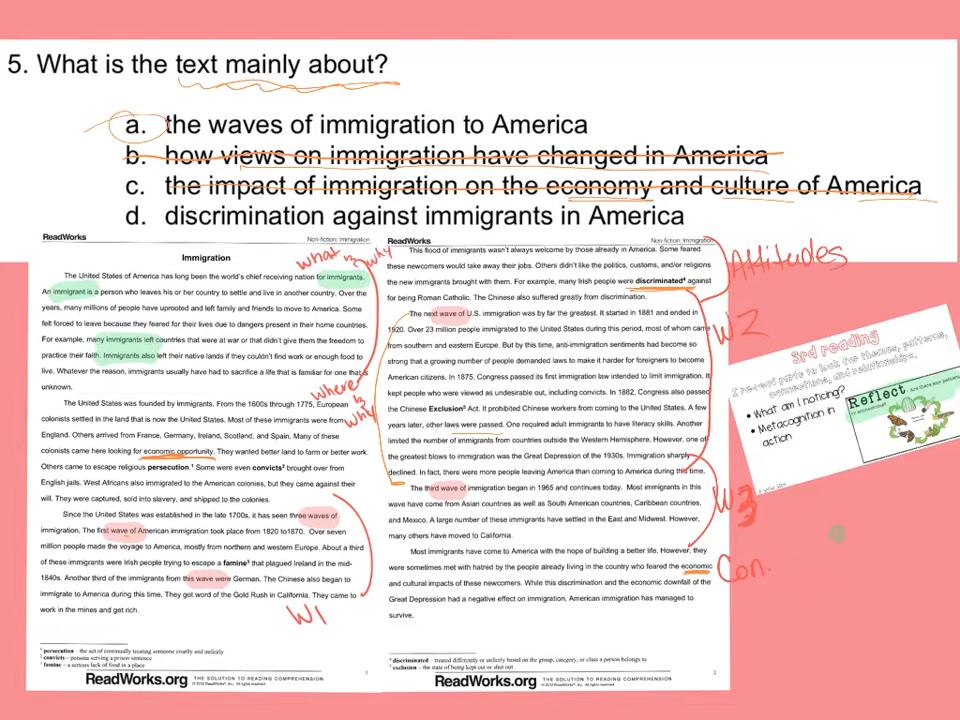 5. What is the text mainly about?
a. the waves of immigration to America
b. how views on immigration have changed in America
c. the impact of immigration on the economy and culture of America
d. discrimination against immigrants in America
ReadWorks
Non-fiction: Immigration
what is why
Immigration
The United States of America has long been the world's chief receiving nation for immigrants.
An immigrant is a person who leaves his or her country to settle and live in another country. Over the
years, many millions of people have uprooted and left family and friends to move to America. Some
felt forced to leave because they feared for their lives due to dangers present in their home countries.
For example, many immigrants left countries that were at war or that didn't give them the freedom to
practice their faith. Immigrants also left their native lands if they couldn't find work or enough food to
live. Whatever the reason, immigrants usually have had to sacrifice a life that is familiar for one that is
unknown.
where is why
The United States was founded by immigrants. From the 1600s through 1775, European
colonists settled in the land that is now the United States. Most of these immigrants were from
England. Others arrived from France, Germany, Ireland, Scotland, and Spain. Many of these
colonists came here looking for economic opportunity. They wanted better land to farm or better work.
Others came to escape religious persecution.1 Some were even convicts2 brought over from
English jails. West Africans also immigrated to the American colonies, but they came against their
will. They were captured, sold into slavery, and shipped to the colonies.
Since the United States was established in the late 1700s, it has seen three waves of
immigration. The first wave of American immigration took place from 1820 to1870. Over seven
million people made the voyage to America, mostly from northern and western Europe. About a third
of these immigrants were Irish people trying to escape a famine3 that plagued Ireland in the mid-
1840s. Another third of the immigrants from this wave were German. The Chinese also began to
immigrate to America during this time. They got word of the Gold Rush in California. They came to
work in the mines and get rich.
W1
1 persecution – the act of continually treating someone cruelly and unfairly
2 convicts – persons serving a prison sentence
3 famine – a serious lack of food in a place
1
ReadWorks.org
THE SOLUTION TO READING COMPREHENSION
ReadWorks
Non-fiction: Immigration
This flood of immigrants wasn't always welcome by those already in America. Some feared
these newcomers would take away their jobs. Others didn't like the politics, customs, and/or religions
the new immigrants brought with them. For example, many Irish people were discriminated4 against
for being Roman Catholic. The Chinese also suffered greatly from discrimination.
Attitudes
The next wave of U.S. immigration was by far the greatest. It started in 1881 and ended in
1920. Over 23 million people immigrated to the United States during this period, most of whom came
from southern and eastern Europe. But by this time, anti-immigration sentiments had become so
strong that a growing number of people demanded laws to make it harder for foreigners to become
American citizens. In 1875, Congress passed its first immigration law intended to limit immigration. It
kept people who were viewed as undesirable out, including convicts. In 1882, Congress also passed
the Chinese Exclusion5 Act. It prohibited Chinese workers from coming to the United States. A few
years later, other laws were passed. One required adult immigrants to have literacy skills. Another
limited the number of immigrants from countries outside the Western Hemisphere. However, one of
the greatest blows to immigration was the Great Depression of the 1930s. Immigration sharply
declined. In fact, there were more people leaving America than coming to America during this time.
W2
The third wave of immigration began in 1965 and continues today. Most immigrants in this
wave have come from Asian countries as well as South American countries, Caribbean countries,
and Mexico. A large number of these immigrants have settled in the East and Midwest. However,
many others have moved to California.
W3
3
Most immigrants have come to America with the hope of building a better life. However, they
were sometimes met with hatred by the people already living in the country who feared the economic
and cultural impacts of these newcomers. While this discrimination and the economic downfall of the
Great Depression had a negative effect on immigration, American immigration has managed to
survive.
Con.
4 discriminated – treated differently or unfairly based on the group, category, or class a person belongs to
5 exclusion – the state of being kept out or shut out
2
ReadWorks.org
THE SOLUTION TO READING COMPREHENSION
3rd reading
I reread parts to look for themes, patterns,
connections, and relationships.
• What am I noticing?
• Metacognition in
action
Reflect